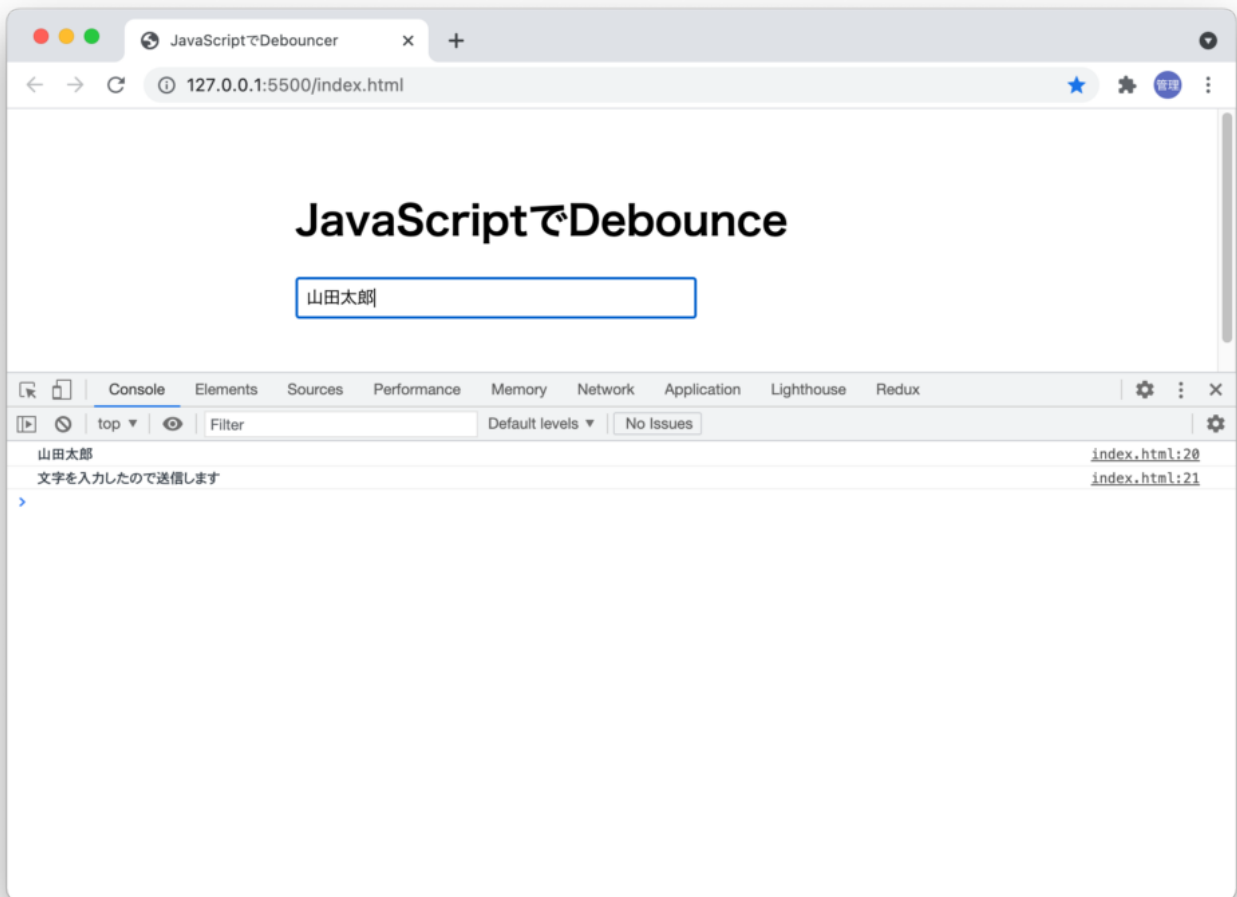 JavaScriptでDebouncer
127.0.0.1:5500/index.html
管理
JavaScriptでDebounce
山田太郎
Console Elements Sources Performance Memory Network Application Lighthouse Redux
top Filter Default levels No Issues
山田太郎 index.html:20
文字を入力したので送信します index.html:21